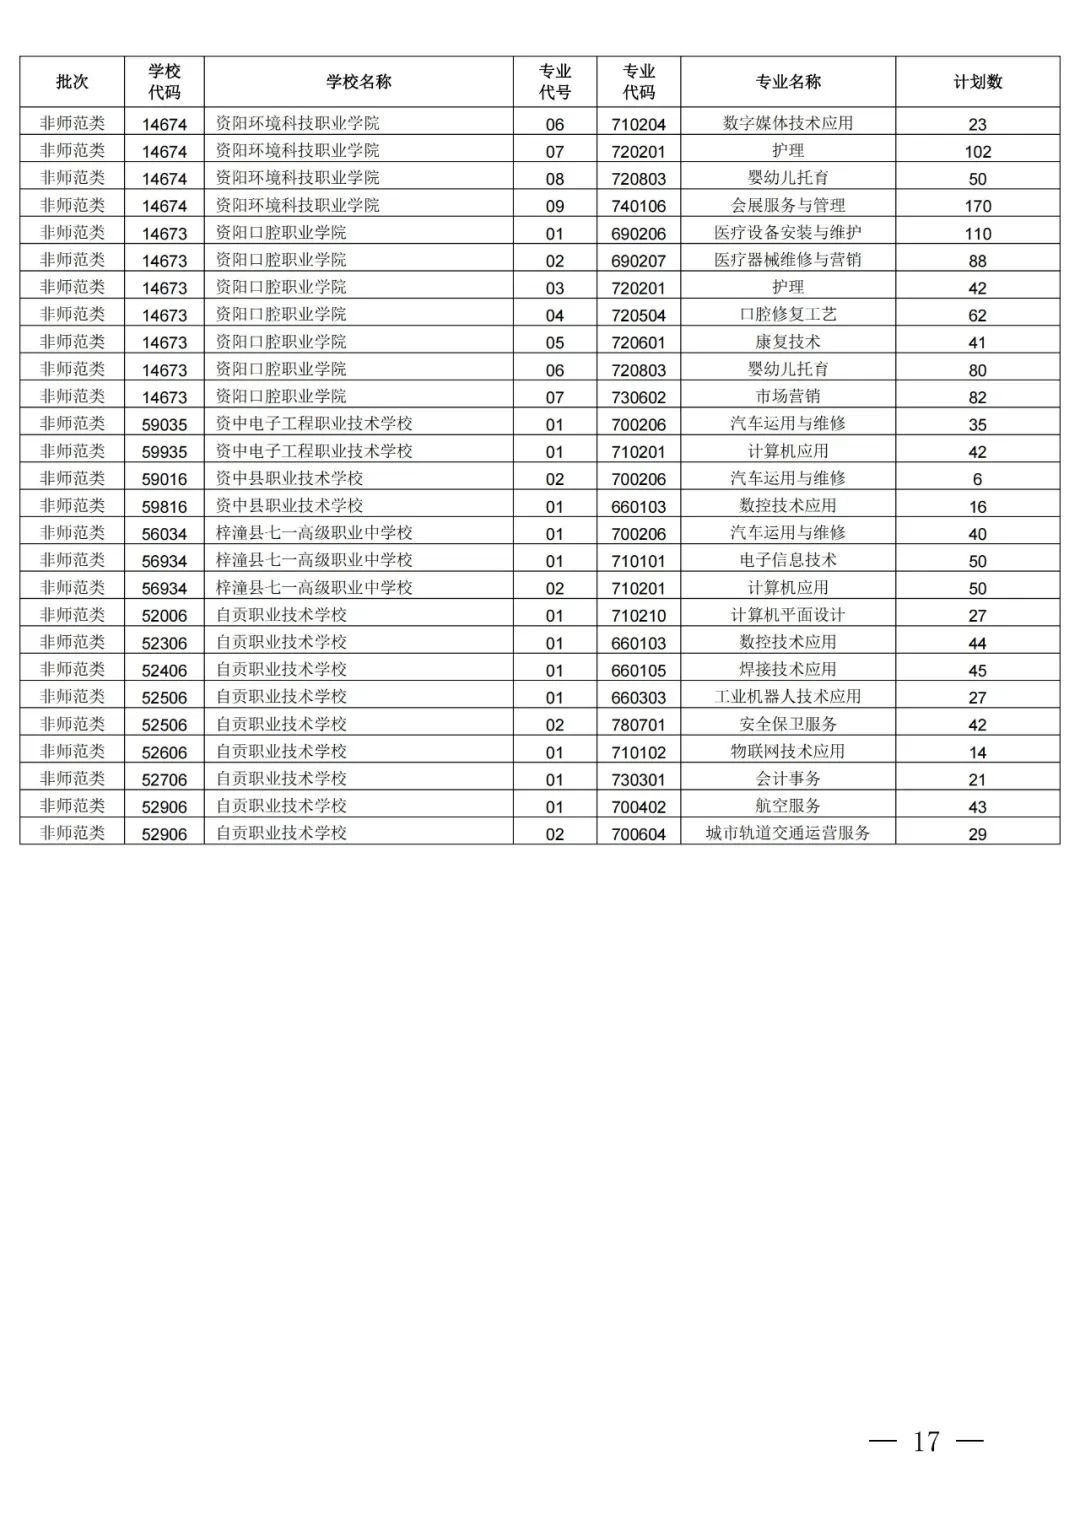 批次 学校代码 学校名称 专业代号 专业代码 专业名称 计划数
非师范类 14674 资阳环境科技职业学院 06 710204 数字媒体技术应用 23
非师范类 14674 资阳环境科技职业学院 07 720201 护理 102
非师范类 14674 资阳环境科技职业学院 08 720803 婴幼儿托育 50
非师范类 14674 资阳环境科技职业学院 09 740106 会展服务与管理 170
非师范类 14673 资阳口腔职业学院 01 690206 医疗设备安装与维护 110
非师范类 14673 资阳口腔职业学院 02 690207 医疗器械维修与营销 88
非师范类 14673 资阳口腔职业学院 03 720201 护理 42
非师范类 14673 资阳口腔职业学院 04 720504 口腔修复工艺 62
非师范类 14673 资阳口腔职业学院 05 720601 康复技术 41
非师范类 14673 资阳口腔职业学院 06 720803 婴幼儿托育 80
非师范类 14673 资阳口腔职业学院 07 730602 市场营销 82
非师范类 59035 资中电子工程职业技术学校 01 700206 汽车运用与维修 35
非师范类 59935 资中电子工程职业技术学校 01 710201 计算机应用 42
非师范类 59016 资中县职业技术学校 02 700206 汽车运用与维修 6
非师范类 59816 资中县职业技术学校 01 660103 数控技术应用 16
非师范类 56034 梓潼县七一高级职业中学校 01 700206 汽车运用与维修 40
非师范类 56934 梓潼县七一高级职业中学校 01 710101 电子信息技术 50
非师范类 56934 梓潼县七一高级职业中学校 02 710201 计算机应用 50
非师范类 52006 自贡职业技术学校 01 710210 计算机平面设计 27
非师范类 52306 自贡职业技术学校 01 660103 数控技术应用 44
非师范类 52406 自贡职业技术学校 01 660105 焊接技术应用 45
非师范类 52506 自贡职业技术学校 01 660303 工业机器人技术应用 27
非师范类 52506 自贡职业技术学校 02 780701 安全保卫服务 42
非师范类 52606 自贡职业技术学校 01 710102 物联网技术应用 14
非师范类 52706 自贡职业技术学校 01 730301 会计事务 21
非师范类 52906 自贡职业技术学校 01 700402 航空服务 43
非师范类 52906 自贡职业技术学校 02 700604 城市轨道交通运营服务 29
— 17 —